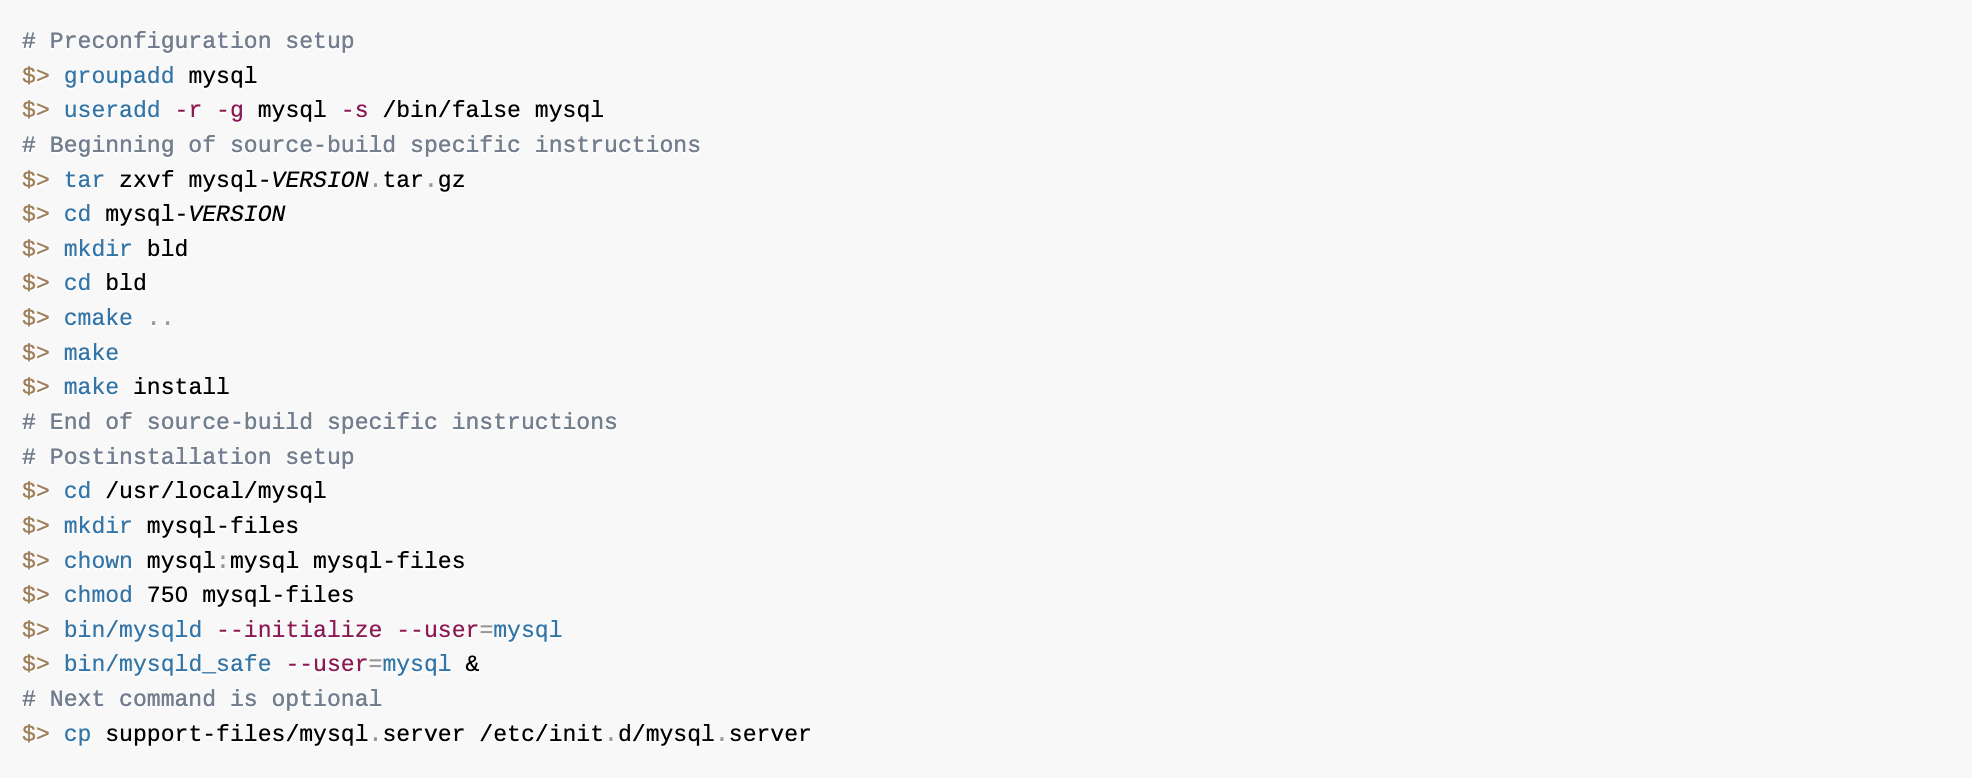 # Preconfiguration setup
$> groupadd mysql
$> useradd -r -g mysql -s /bin/false mysql
# Beginning of source-build specific instructions
$> tar zxvf mysql-VERSION.tar.gz
$> cd mysql-VERSION
$> mkdir bld
$> cd bld
$> cmake ..
$> make
$> make install
# End of source-build specific instructions
# Postinstallation setup
$> cd /usr/local/mysql
$> mkdir mysql-files
$> chown mysql:mysql mysql-files
$> chmod 750 mysql-files
$> bin/mysqld --initialize --user=mysql
$> bin/mysqld_safe --user=mysql &
# Next command is optional
$> cp support-files/mysql.server /etc/init.d/mysql.server